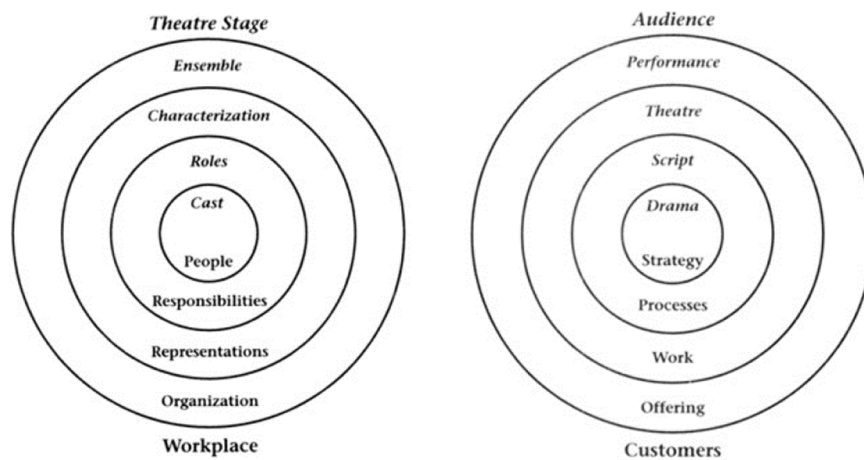 Theatre Stage
Ensemble
Characterization
Roles
Cast
People
Responsibilities
Representations
Organization
Workplace
Audience
Performance
Theatre
Script
Drama
Strategy
Processes
Work
Offering
Customers